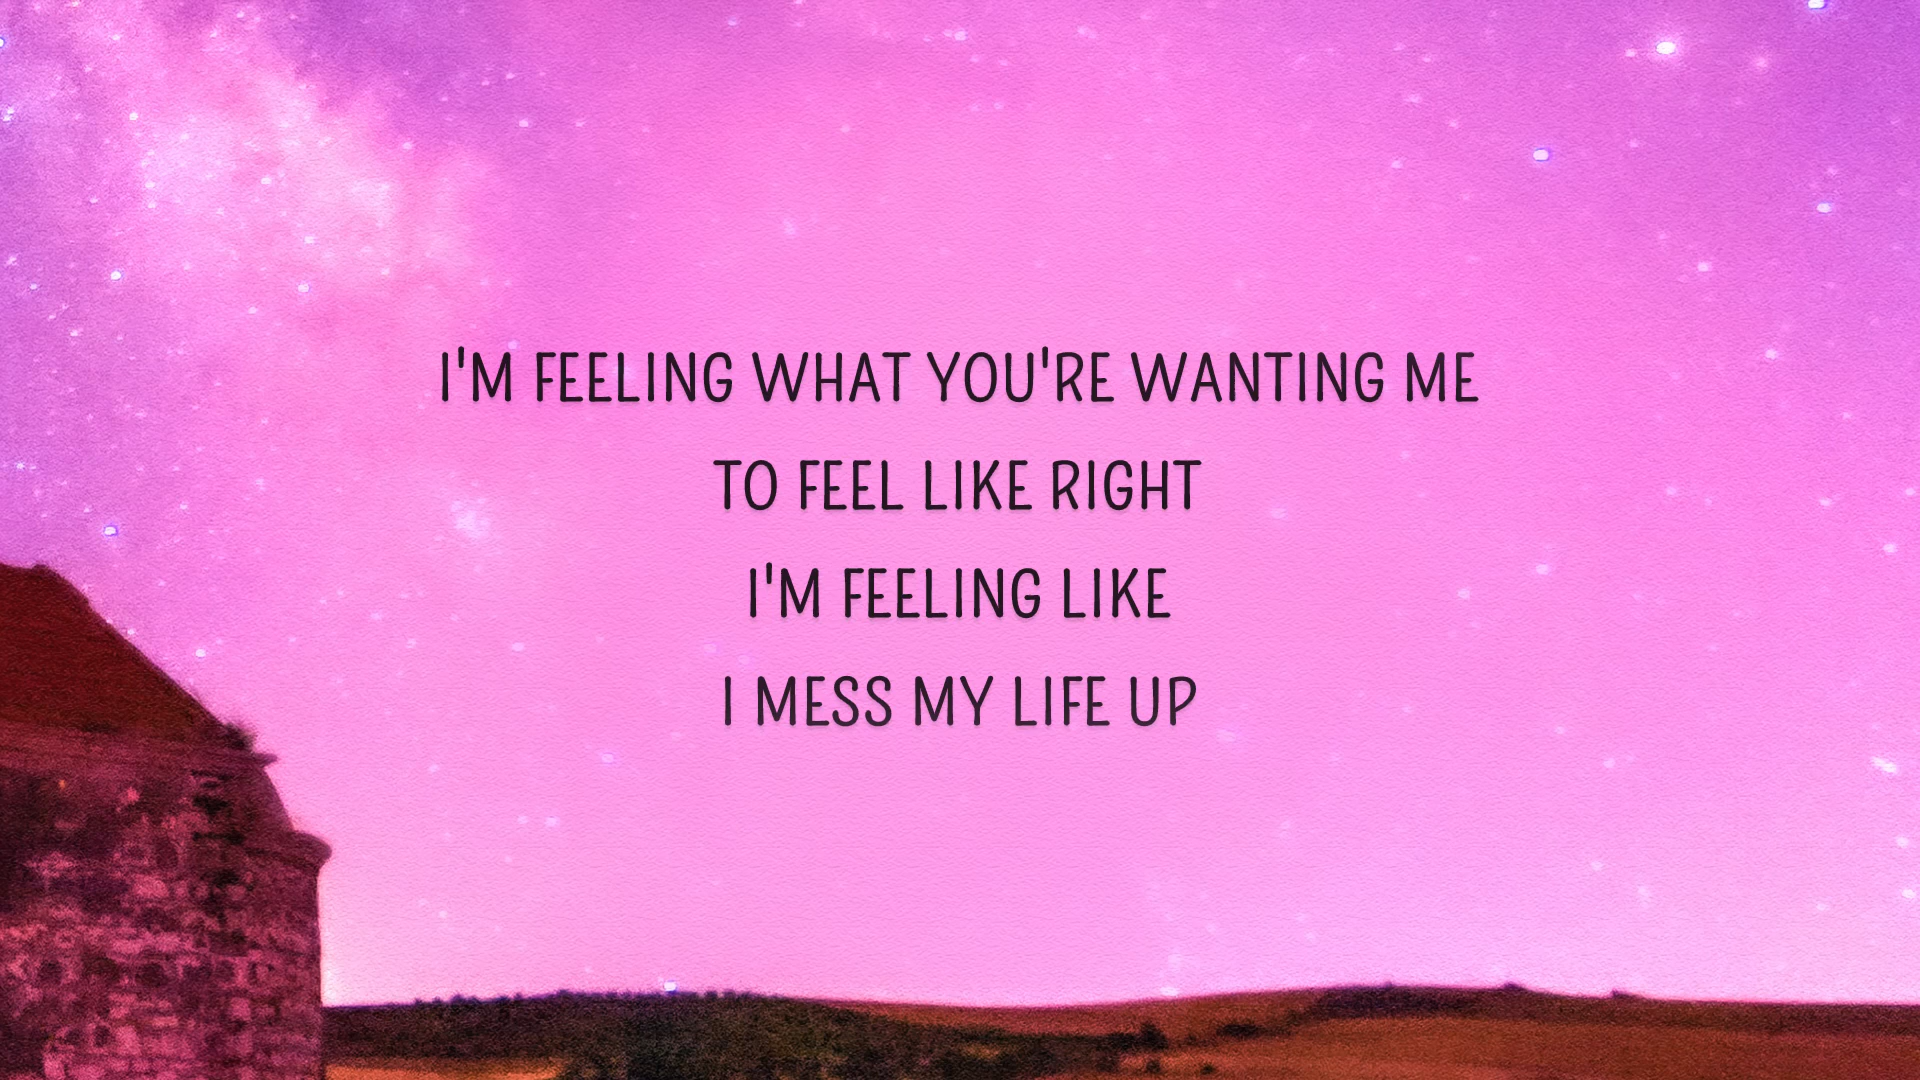 I'M FEELING WHAT YOU'RE WANTING ME
TO FEEL LIKE RIGHT
I'M FEELING LIKE
I MESS MY LIFE UP